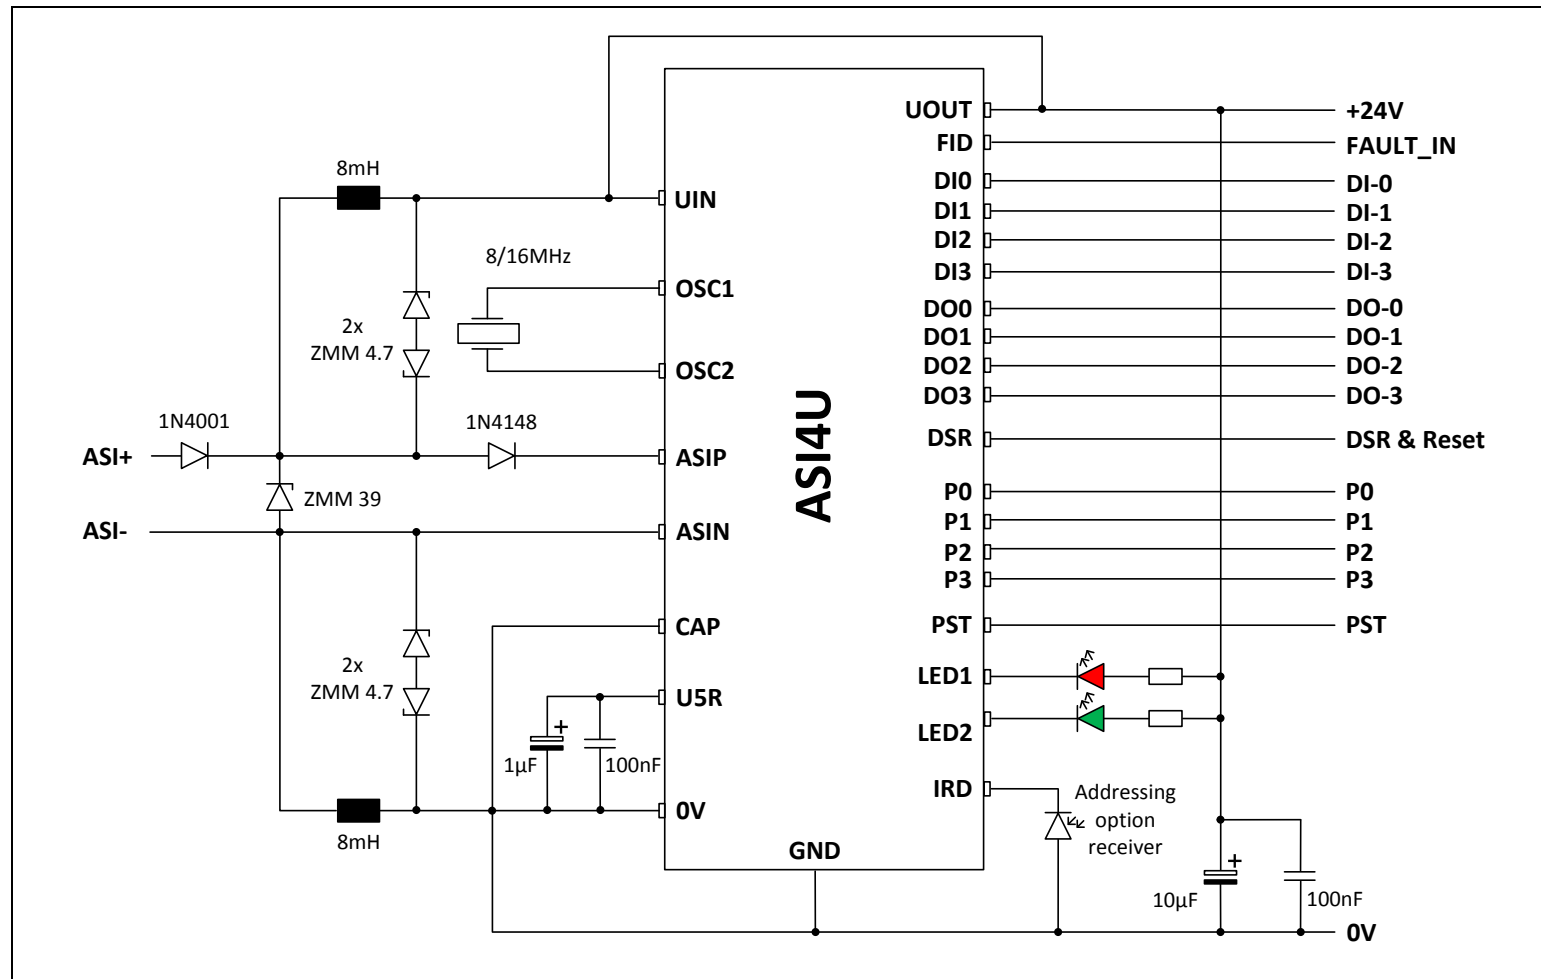 8mH
UIN
8/16MHz
OSC1
2x
ZMM 4.7
OSC2
1N4001
1N4148
ASI+
ASIP
ZMM 39
ASI-
ASIN
CAP
2x
ZMM 4.7
U5R
+
1µF
100nF
0V
8mH
GND
ASI4U
UOUT
+24V
FID
FAULT_IN
DI0
DI-0
DI1
DI-1
DI2
DI-2
DI3
DI-3
DO0
DO-0
DO1
DO-1
DO2
DO-2
DO3
DO-3
DSR
DSR & Reset
P0
P0
P1
P1
P2
P2
P3
P3
PST
PST
LED1
LED2
IRD
Addressing
option
receiver
+
10µF
100nF
0V